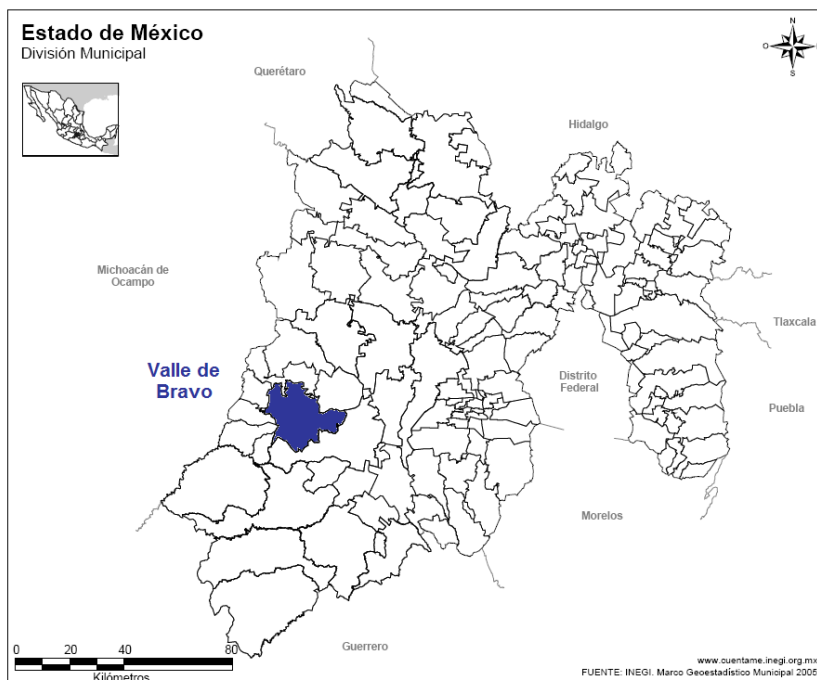 Estado de México
División Municipal
N
O
E
S
Querétaro
Hidalgo
Michoacán de
Ocampo
Tlaxcala
Valle de
Bravo
Distrito
Federal
Puebla
Morelos
Guerrero
0 20 40 80
Kilómetros
www.cuentame.inegi.org.mx
FUENTE: INEGI. Marco Geoestadístico Municipal 2005